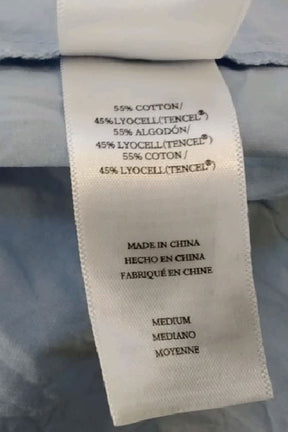 55% COTTON/
45% LYOCELL(TENCEL®)
55% ALGODÓN/
45% LYOCELL(TENCEL®)
55% COTON/
45% LYOCELL(TENCEL®)
MADE IN CHINA
HECHO EN CHINA
FABRIQUÉ EN CHINE
MEDIUM
MEDIANO
MOYENNE